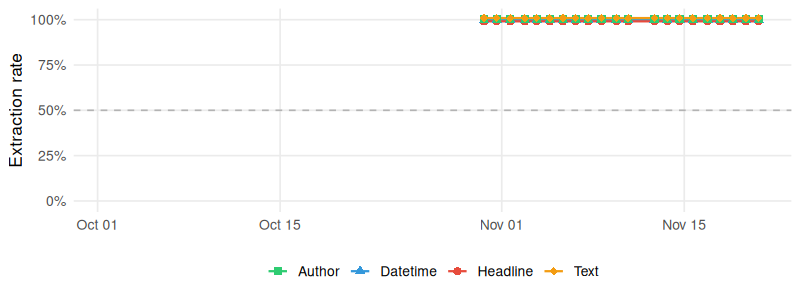 Extraction rate
100%
75%
50%
25%
0%
Oct 01 Oct 15 Nov 01 Nov 15
Author Datetime Headline Text